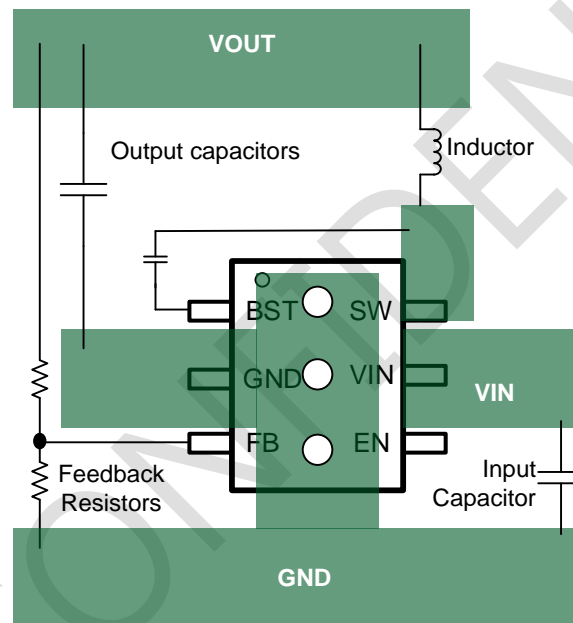 VOUT
Output capacitors
Inductor
BST
SW
GND
VIN
VIN
FB
EN
Feedback
Resistors
Input
Capacitor
GND